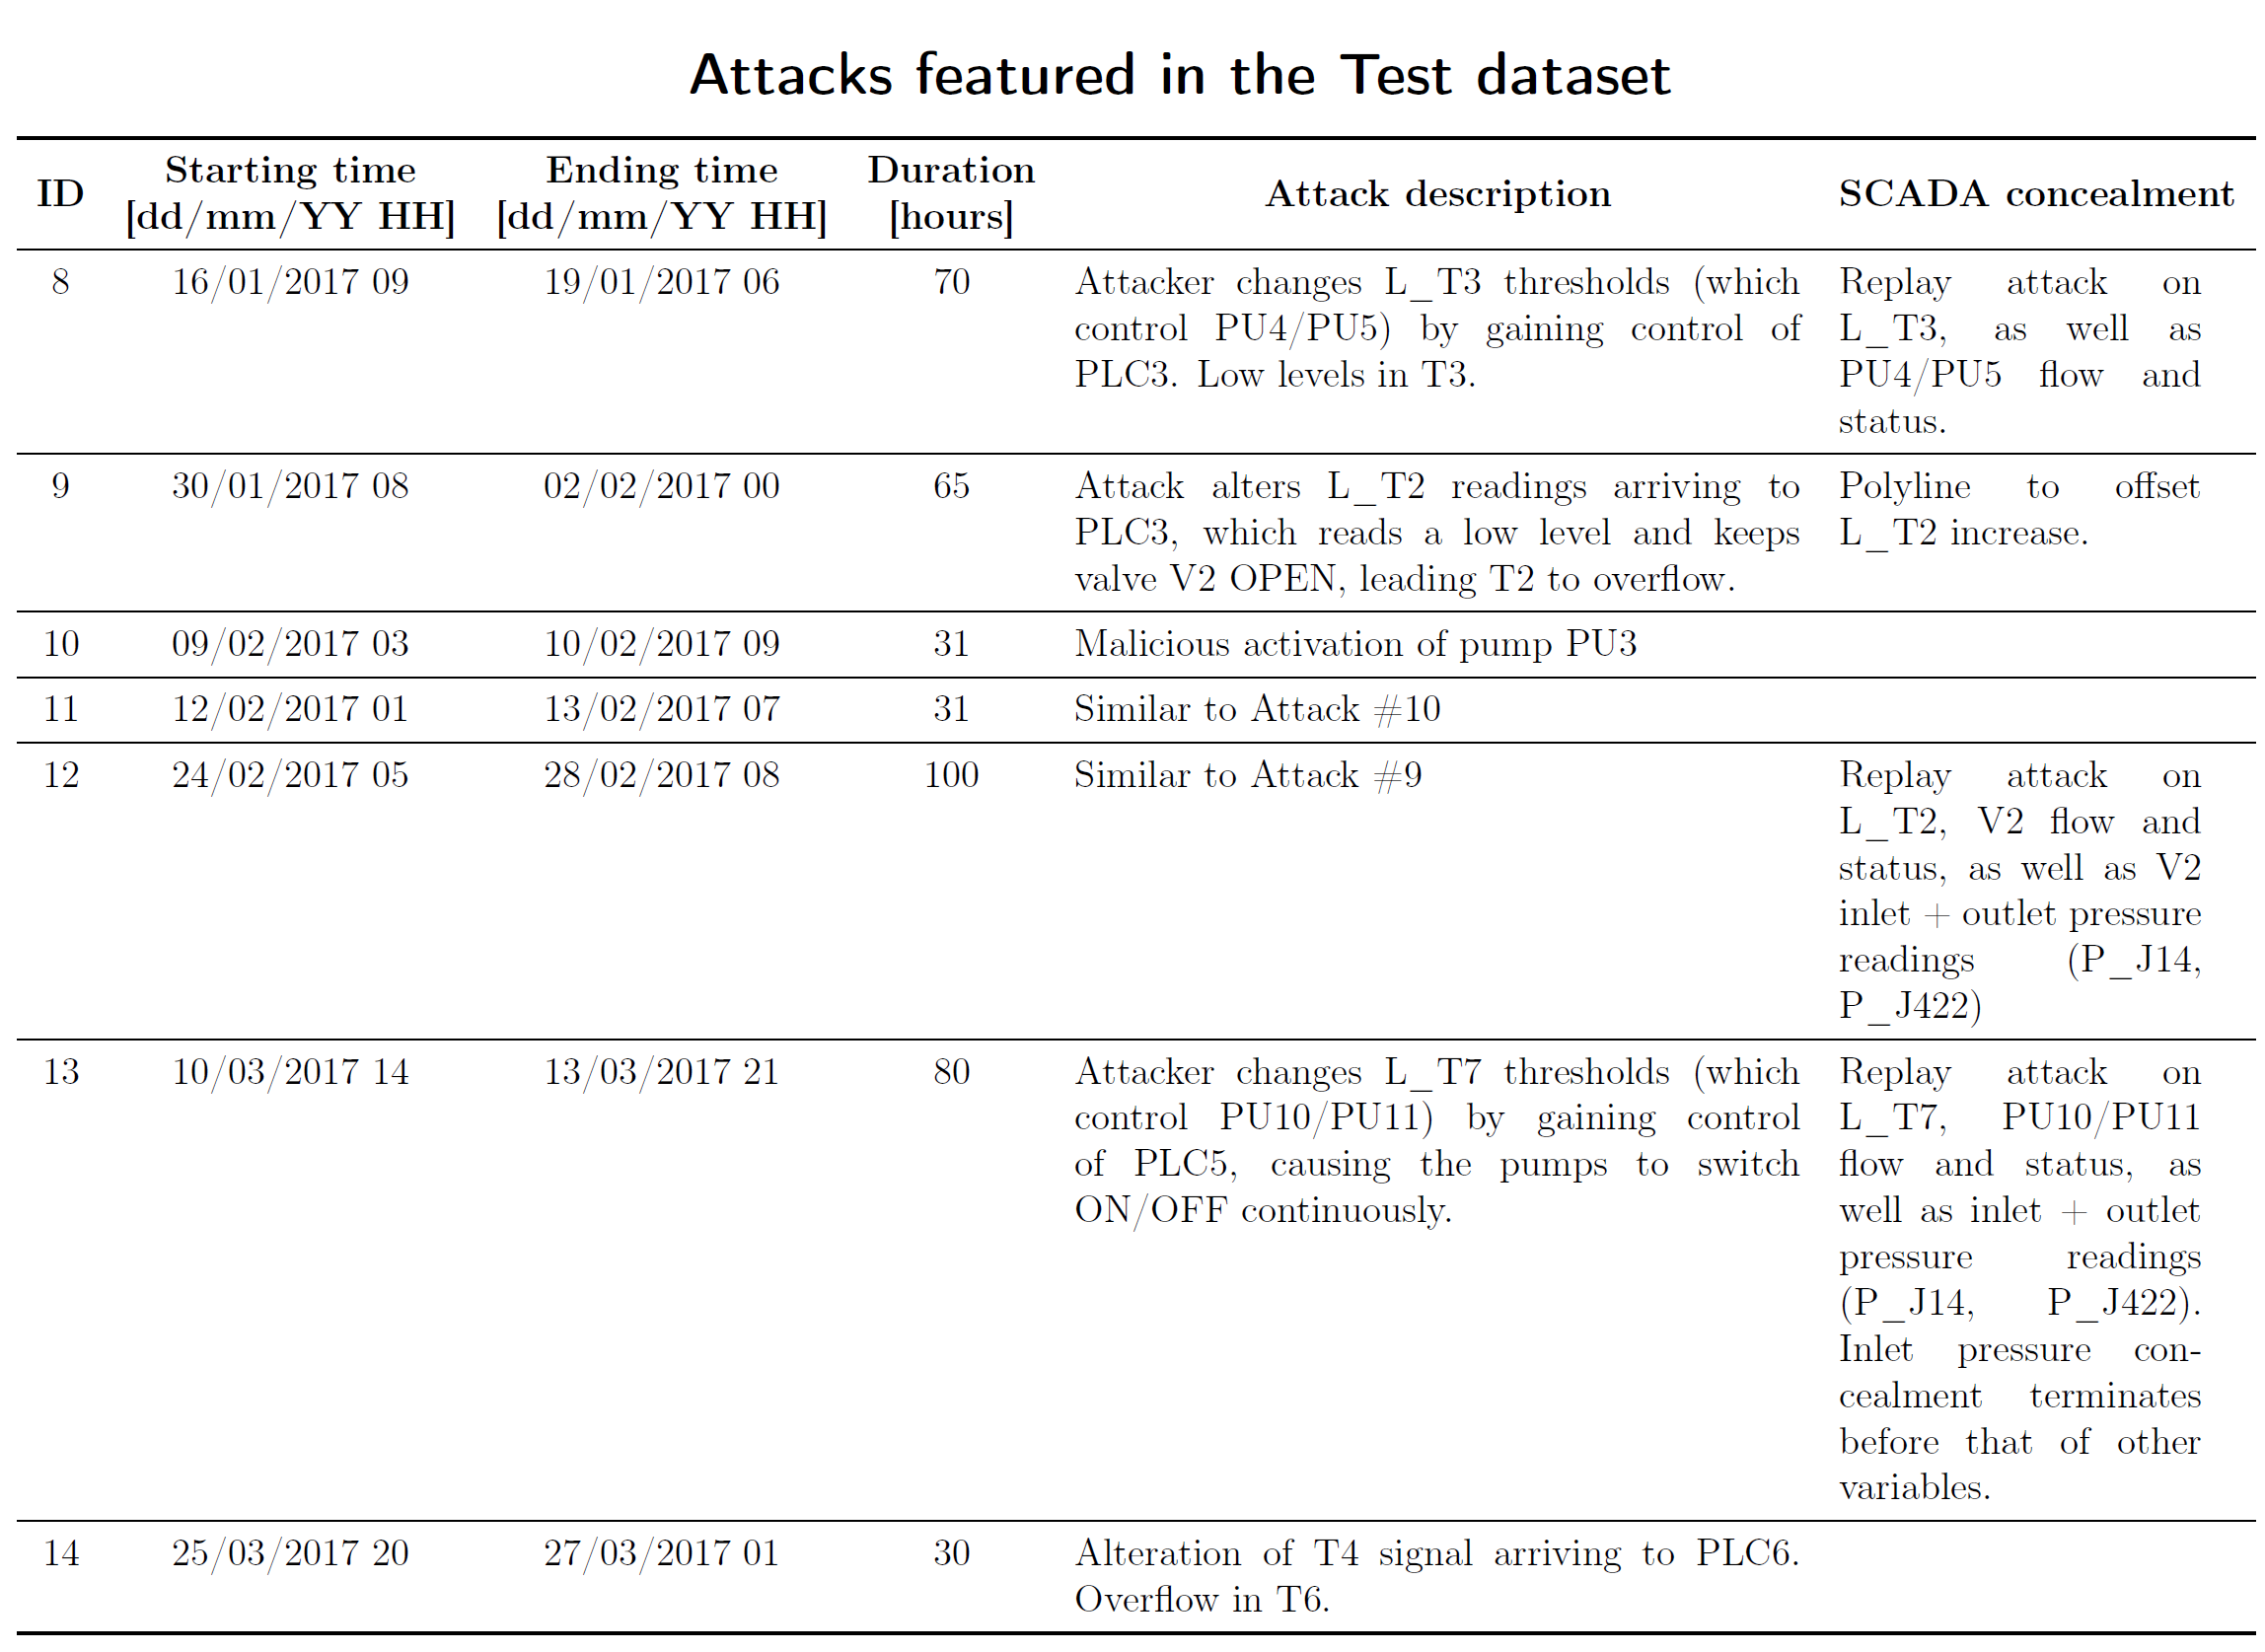 Attacks featured in the Test dataset
ID
Starting time
[dd/mm/YY HH]
Ending time
[dd/mm/YY HH]
Duration
[hours]
Attack description
SCADA concealment
8
16/01/2017 09
19/01/2017 06
70
Attacker changes L_T3 thresholds (which
control PU4/PU5) by gaining control of
PLC3. Low levels in T3.
Replay attack on
L_T3, as well as
PU4/PU5 flow and
status.
9
30/01/2017 08
02/02/2017 00
65
Attack alters L_T2 readings arriving to
PLC3, which reads a low level and keeps
valve V2 OPEN, leading T2 to overflow.
Polyline to offset
L_T2 increase.
10
09/02/2017 03
10/02/2017 09
31
Malicious activation of pump PU3
11
12/02/2017 01
13/02/2017 07
31
Similar to Attack #10
12
24/02/2017 05
28/02/2017 08
100
Similar to Attack #9
Replay attack on
L_T2, V2 flow and
status, as well as V2
inlet + outlet pressure
readings (P_J14,
P_J422)
13
10/03/2017 14
13/03/2017 21
80
Attacker changes L_T7 thresholds (which
control PU10/PU11) by gaining control
of PLC5, causing the pumps to switch
ON/OFF continuously.
Replay attack on
L_T7, PU10/PU11
flow and status, as
well as inlet + outlet
pressure readings
(P_J14, P_J422).
Inlet pressure con-
cealment terminates
before that of other
variables.
14
25/03/2017 20
27/03/2017 01
30
Alteration of T4 signal arriving to PLC6.
Overflow in T6.